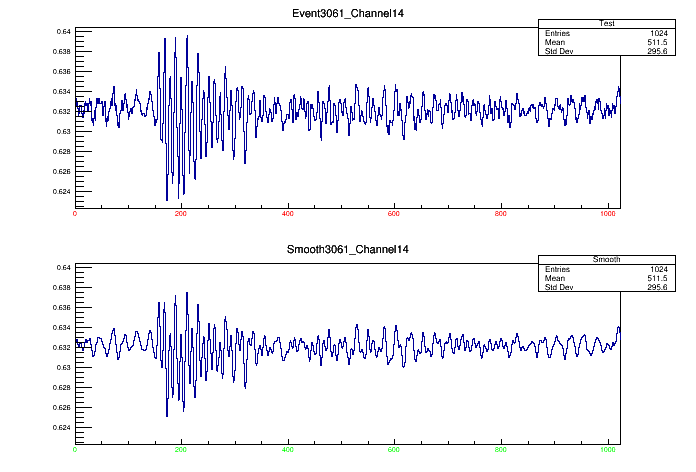 Event3061_Channel14
Test
Entries 1024
Mean 511.5
Std Dev 295.6
0.64
0.638
0.636
0.634
0.632
0.63
0.628
0.626
0.624
0 200 400 600 800 1000
Smooth3061_Channel14
Smooth
Entries 1024
Mean 511.5
Std Dev 295.6
0.64
0.638
0.636
0.634
0.632
0.63
0.628
0.626
0.624
0 200 400 600 800 1000